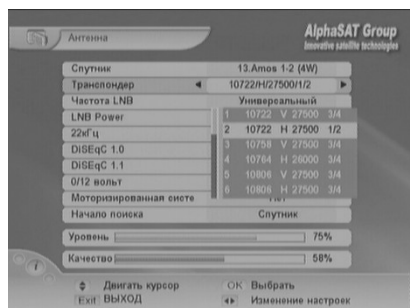 Антенна
AlphaSAT Group
Innovative satellite technologies
Спутник 13.Amos 1-2 (4W)
Транспондер 10722/H/27500/1/2
Частота LNB Универсальный
LNB Power
22кГц
DiSEqC 1.0
DiSEqC 1.1
0/12 вольт
Моторизированная систе Нет
Начало поиска Спутник
1 10722 V 27500 3/4
2 10722 H 27500 1/2
3 10758 V 27500 3/4
4 10764 H 26000 3/4
5 10806 V 27500 3/4
6 10806 H 27500 3/4
Уровень 75%
Качество 58%
Двигать курсор OK Выбрать
Exit ВЫХОД Изменение настроек